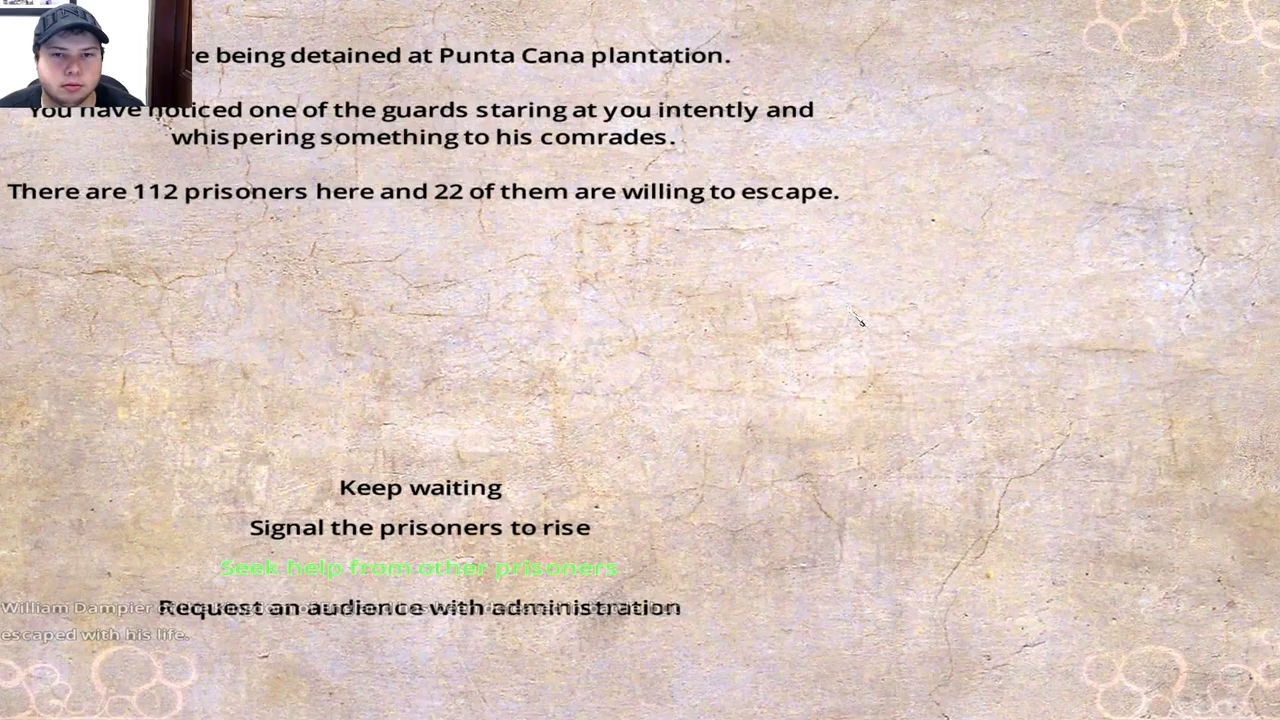 re being detained at Punta Cana plantation.
You have noticed one of the guards staring at you intently and
whispering something to his comrades.
There are 112 prisoners here and 22 of them are willing to escape.
Keep waiting
Signal the prisoners to rise
Seek help from other prisoners
Request an audience with administration
William Dampier
escaped with his life.